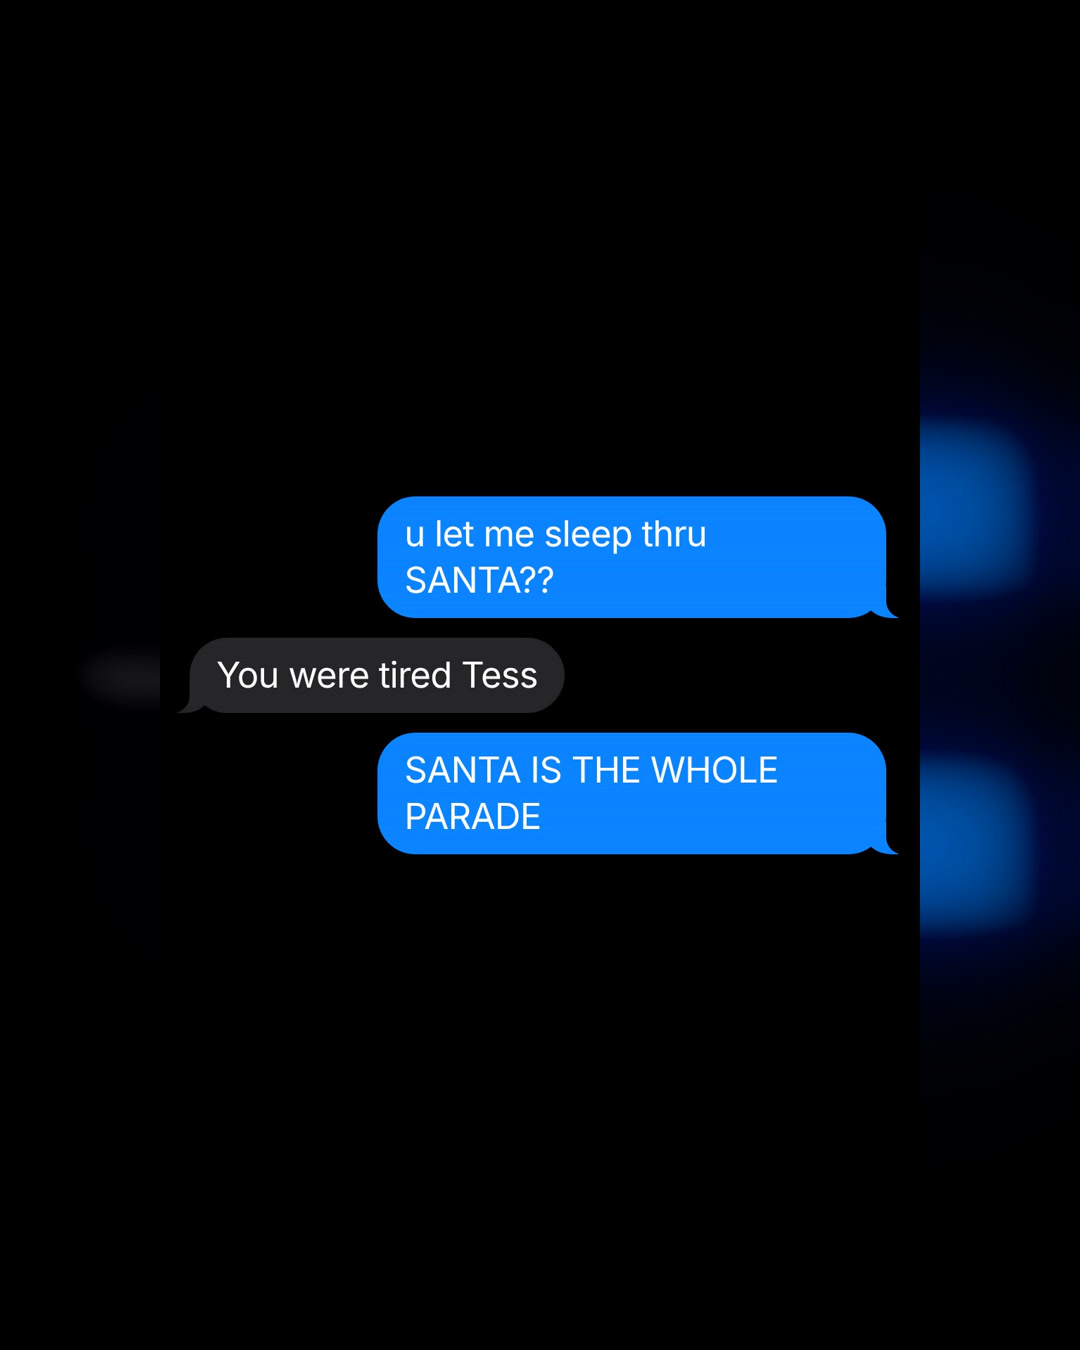 u let me sleep thru
SANTA??
You were tired Tess
SANTA IS THE WHOLE
PARADE